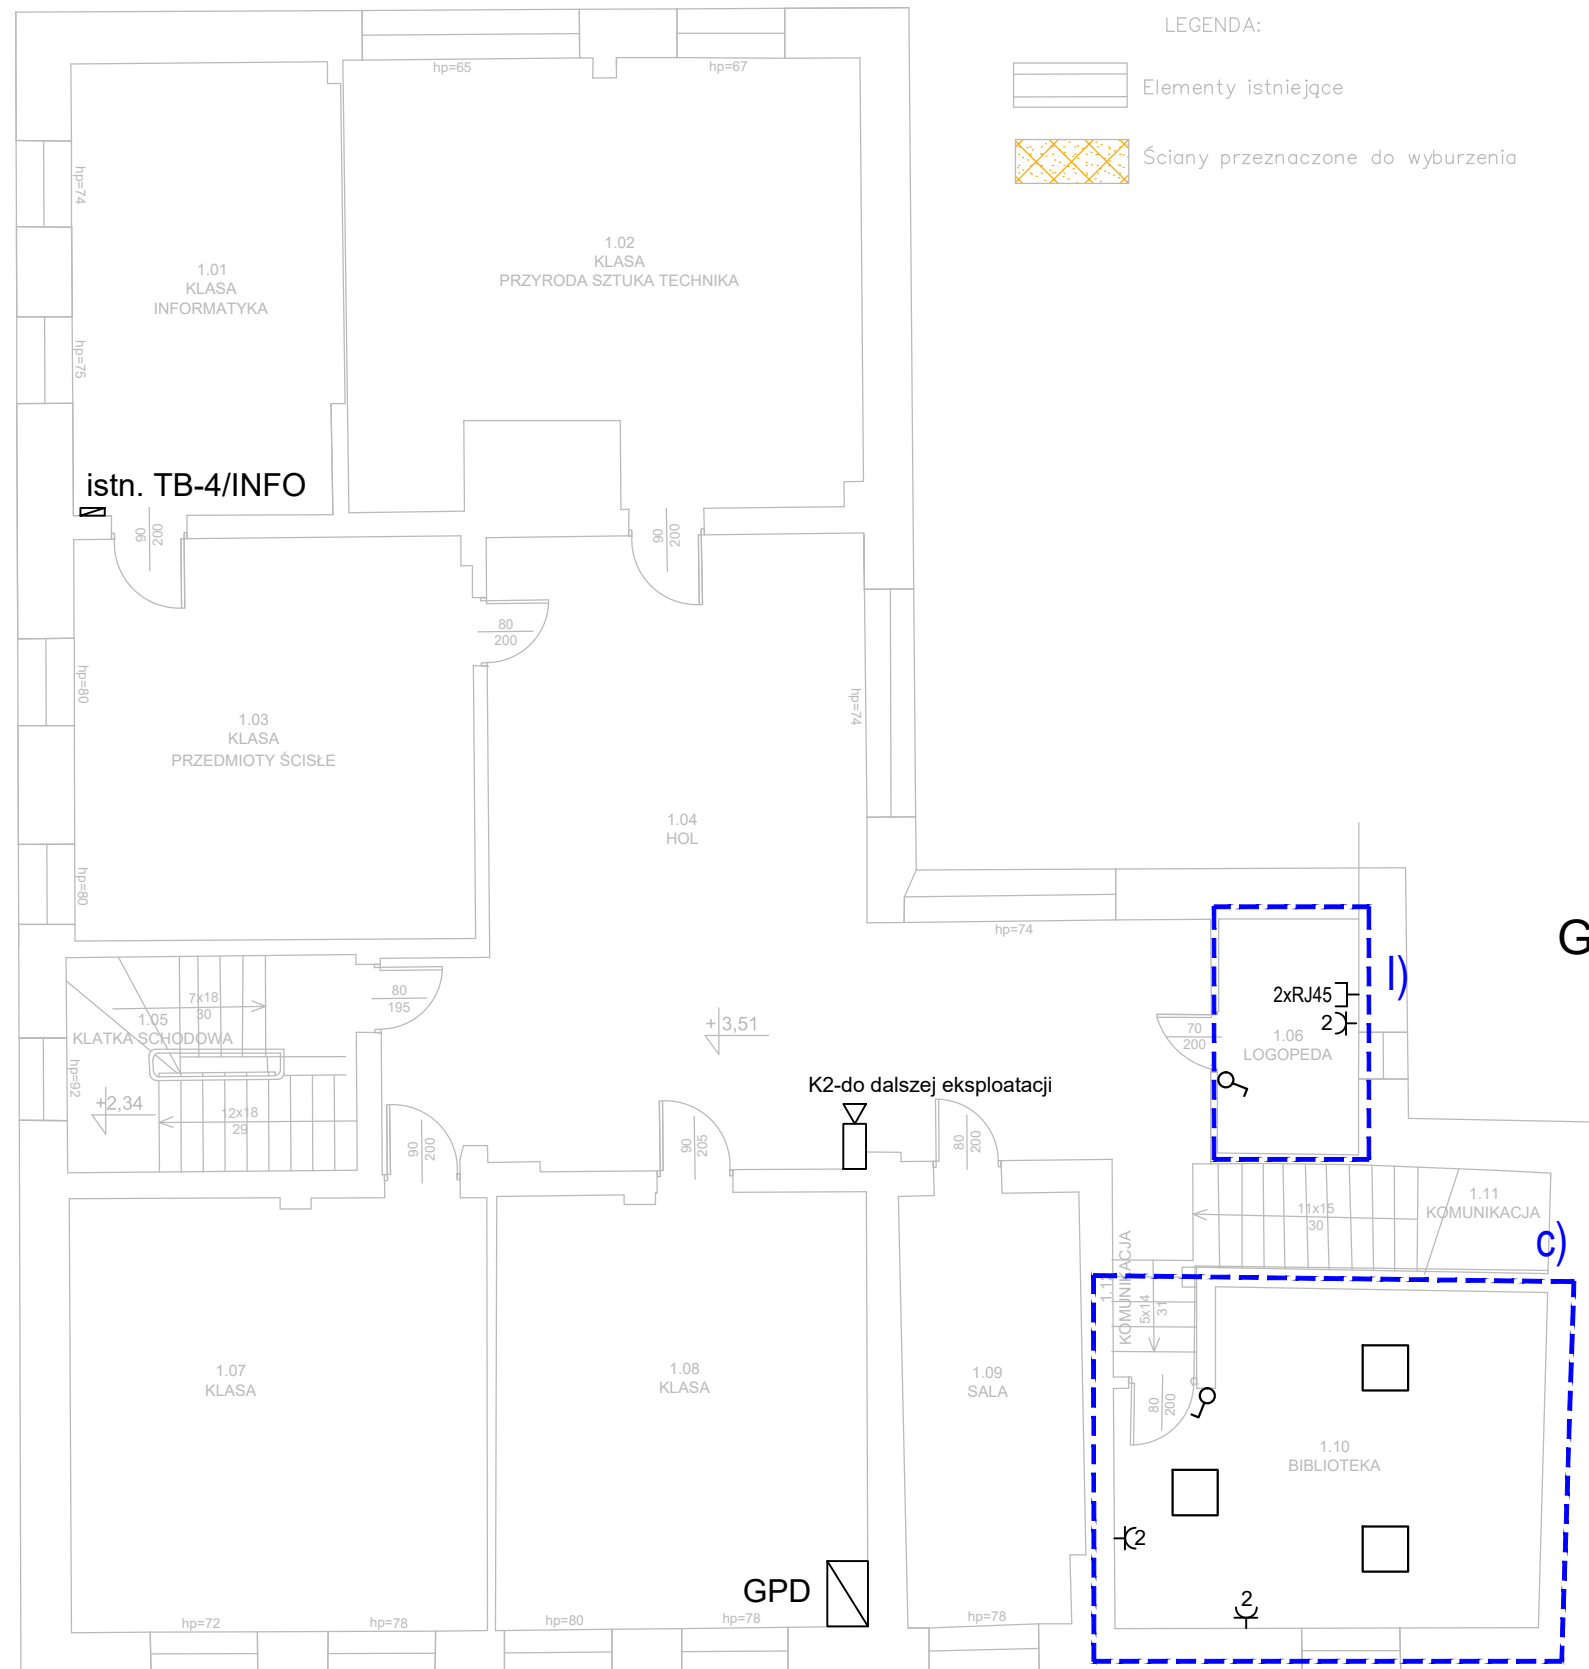 LEGENDA:
Elementy istniejące
Ściany przeznaczone do wyburzenia
hp=65
hp=67
hp=74
1.01
KLASA
INFORMATYKA
1.02
KLASA
PRZYRODA SZTUKA TECHNIKA
hp=75
istn. TB-4/INFO
90
200
90
200
80
200
hp=80
1.03
KLASA
PRZEDMIOTY ŚCISŁE
hp=74
1.04
HOL
hp=80
hp=74
G
l)
2xRJ45
2
1.06
LOGOPEDA
70
200
80
195
7x18
30
1.05
KLATKA SCHODOWA
+3,51
hp=92
+2,34
12x18
29
K2-do dalszej eksploatacji
90
200
90
205
80
200
1.11
KOMUNIKACJA
11x15
30
c)
KOMUNIKACJA
5x14
31
1.07
KLASA
1.08
KLASA
1.09
SALA
80
200
1.10
BIBLIOTEKA
2
GPD
2
hp=72
hp=78
hp=80
hp=78
hp=78